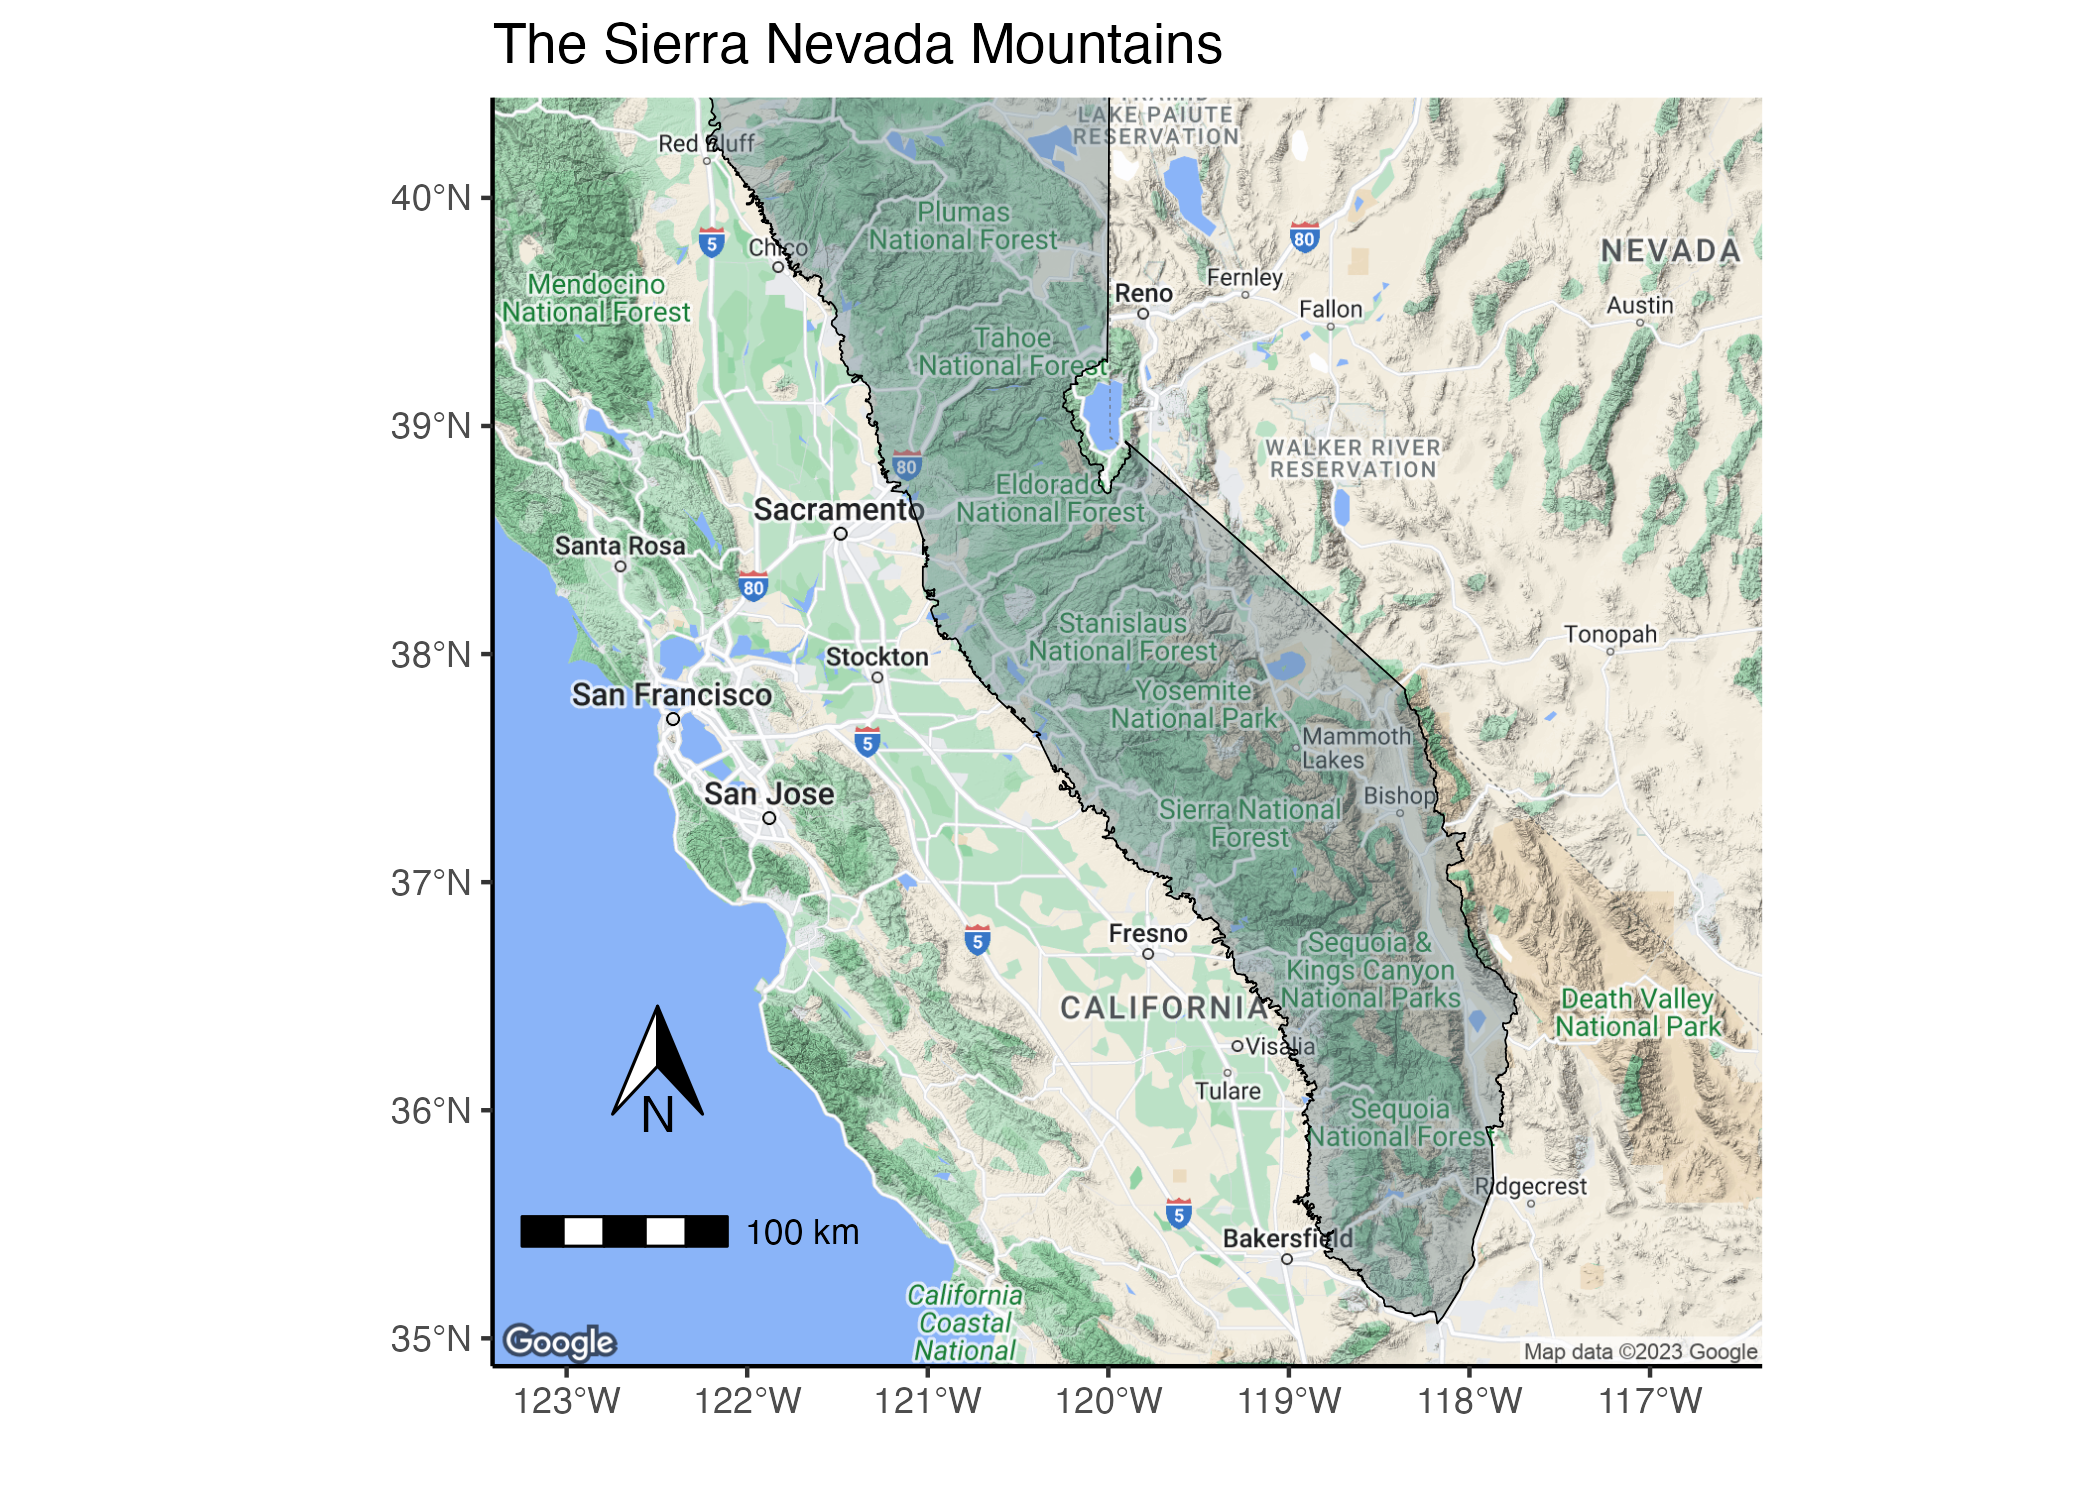 The Sierra Nevada Mountains
LAKE PAIUTE
RESERVATION
Red Bluff
40°N
Plumas
National Forest
5
Chico
80
NEVADA
Mendocino
National Forest
Reno
Fernley
Fallon
Austin
Tahoe
National Forest
39°N
80
WALKER RIVER
RESERVATION
Eldorado
National Forest
Sacramento
Santa Rosa
80
Stanislaus
National Forest
38°N
Stockton
Tonopah
San Francisco
Yosemite
National Park
5
Mammoth
Lakes
San Jose
Bishop
Sierra National
Forest
37°N
Fresno
5
Sequoia &
Kings Canyon
National Parks
CALIFORNIA
Death Valley
National Park
Visalia
Tulare
36°N
N
Sequoia
National Forest
Ridgecrest
5
100 km
Bakersfield
California
Coastal
National
35°N
Google
Map data ©2023 Google
123°W
122°W
121°W
120°W
119°W
118°W
117°W